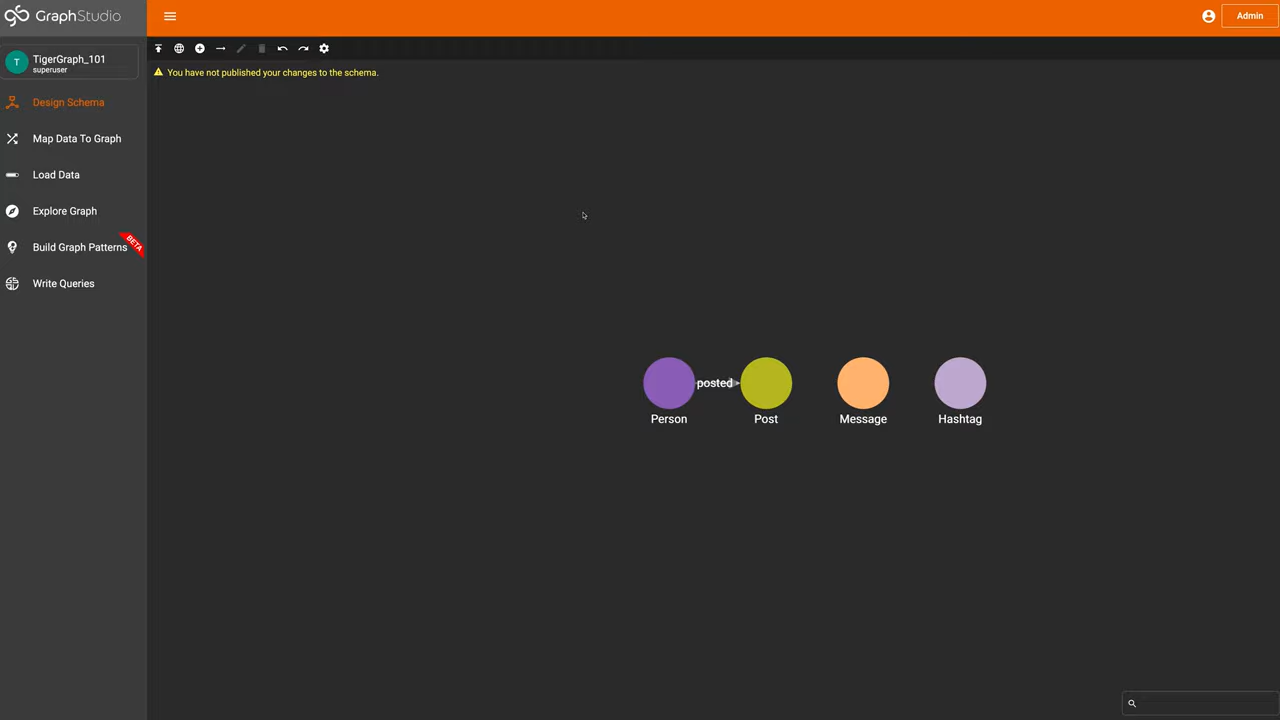 GraphStudio
Admin
T
TigerGraph_101
superuser
You have not published your changes to the schema.
Design Schema
Map Data To Graph
Load Data
Explore Graph
Build Graph Patterns
BETA
Write Queries
posted
Person
Post
Message
Hashtag